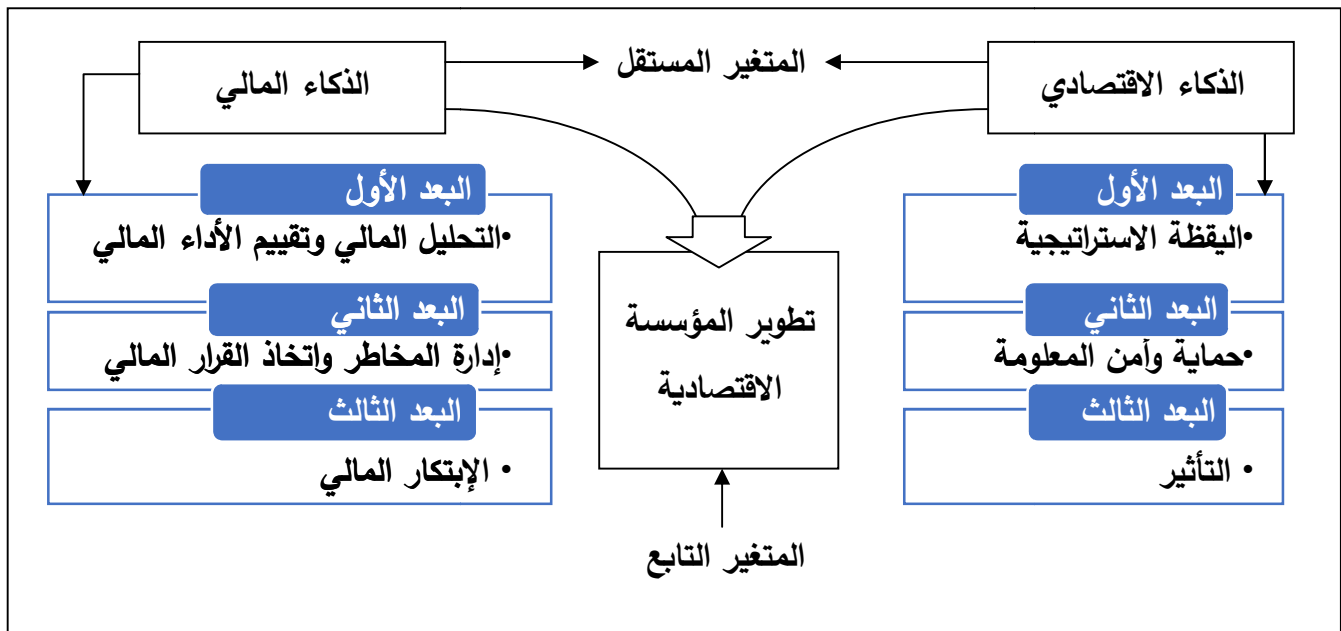 الذكاء الاقتصادي
المتغير المستقل
الذكاء المالي
البعد الأول
•اليقظة الاستراتيجية
البعد الثاني
•حماية وأمن المعلومة
البعد الثالث
• التأثير
تطوير المؤسسة
الاقتصادية
المتغير التابع
البعد الأول
•التحليل المالي وتقييم الأداء المالي
البعد الثاني
•إدارة المخاطر واتخاذ القرار المالي
البعد الثالث
• الإبتكار المالي